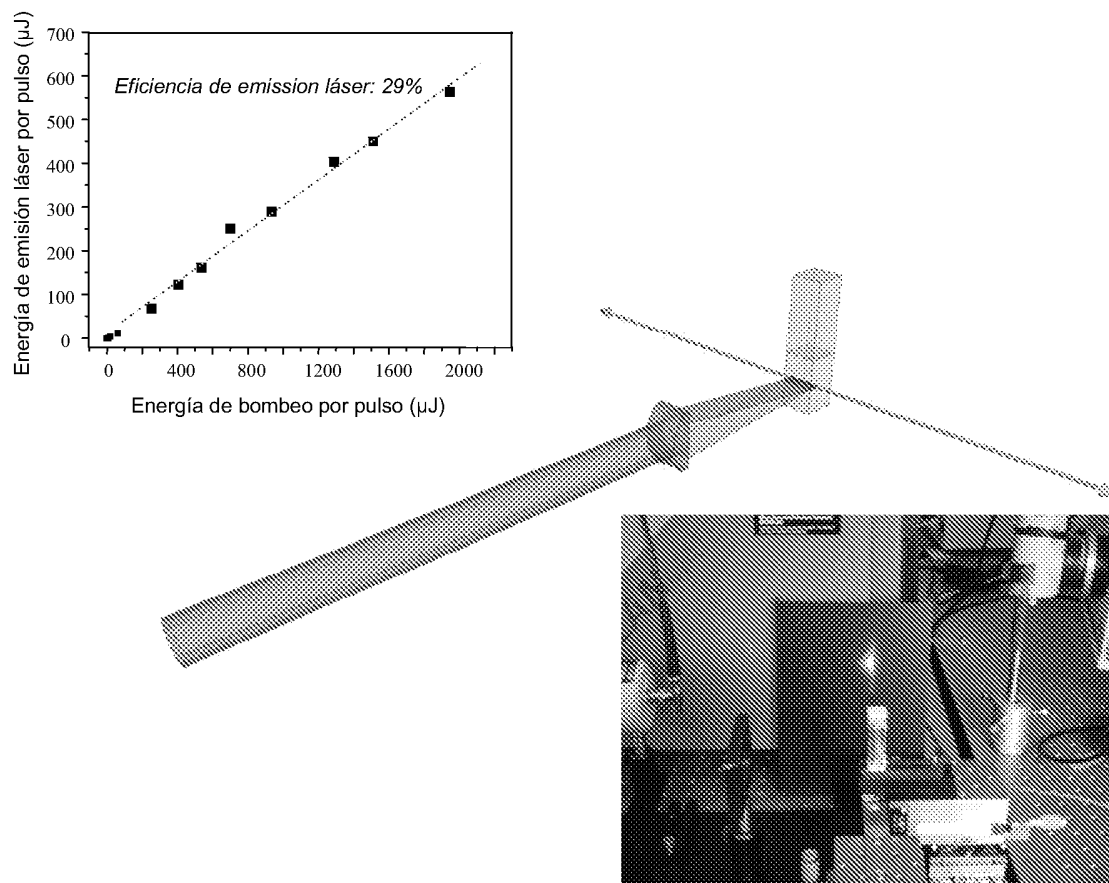 700
600
500
400
300
200
100
0
Energía de emisión láser por pulso (µJ)
Eficiencia de emission láser: 29%
0 400 800 1200 1600 2000
Energía de bombeo por pulso (µJ)